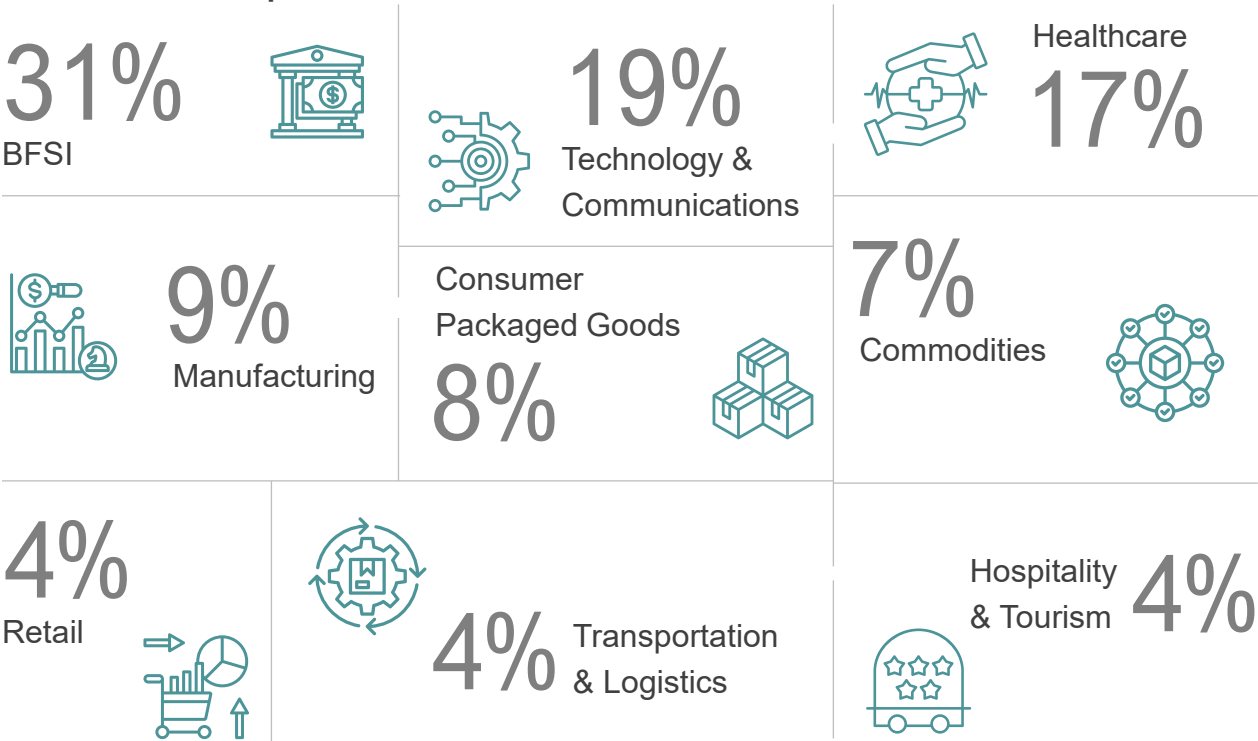 31%
BFSI
19%
Technology &
Communications
Healthcare
17%
9%
Manufacturing
Consumer
Packaged Goods
8%
7%
Commodities
4%
Retail
4%
Transportation
& Logistics
Hospitality
& Tourism
4%